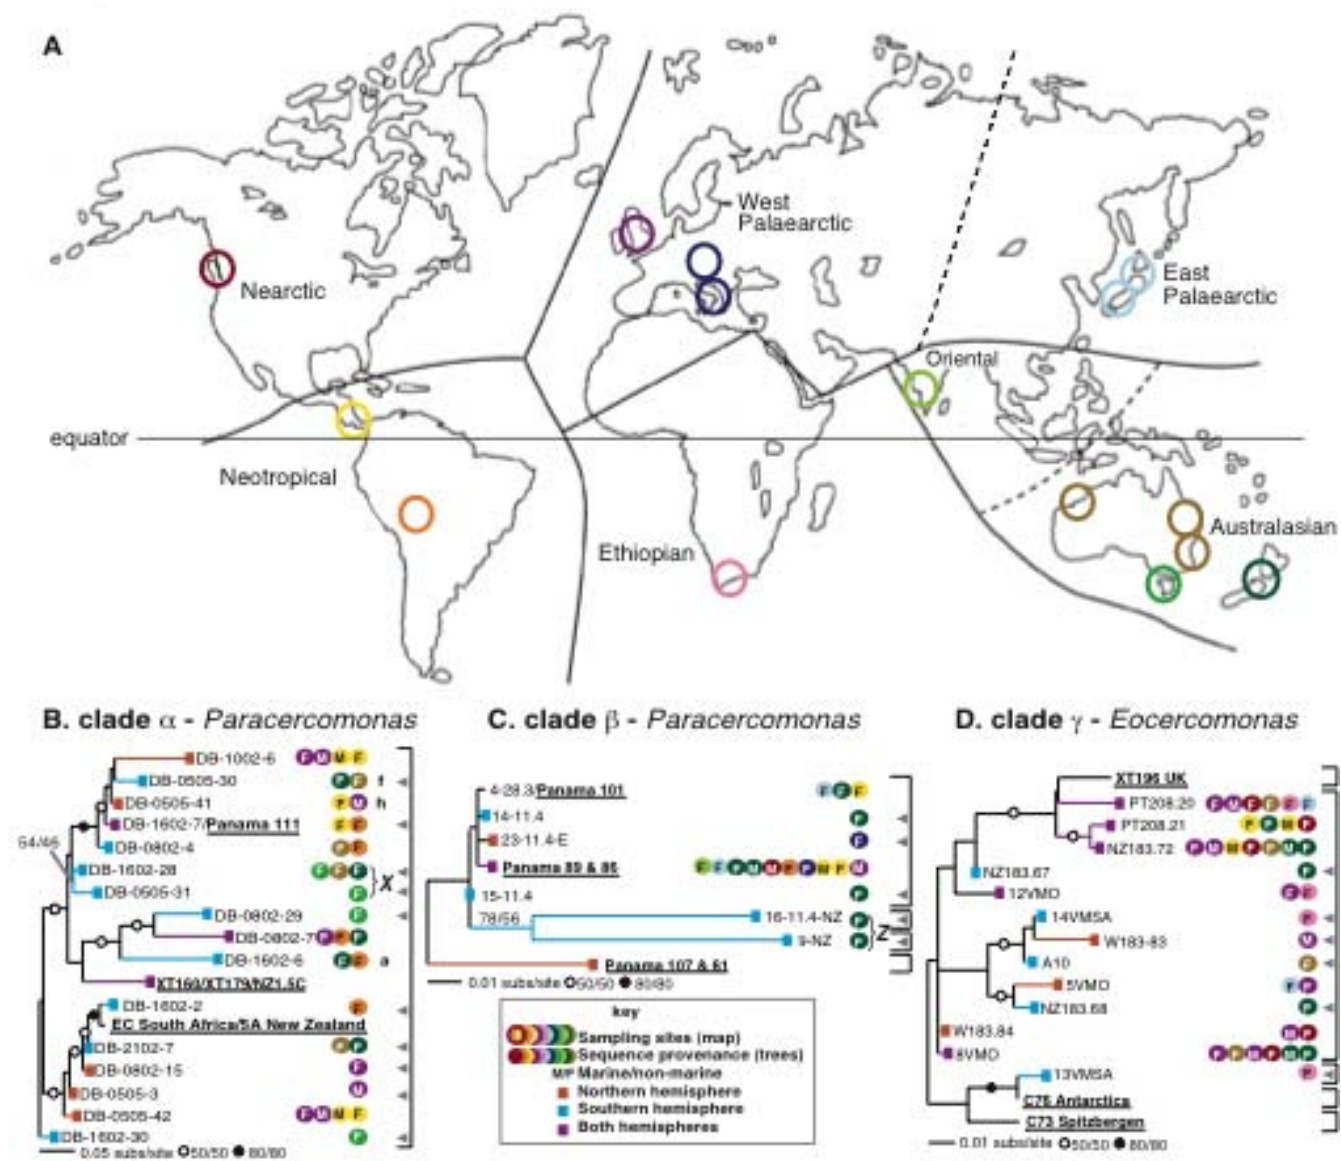 A
West
Palaearctic
Nearctic
East
Palaearctic
Oriental
equator
Neotropical
Ethiopian
Australasian
B. clade α - Paracercomonas
DB-1002-6 F M M F
DB-0505-30 F F f
DB-0505-41 F M h
DB-1602-7/Panama 111 F F
DB-0802-4 F F
54/46
DB-1602-28 F F F
DB-0505-31 F
χ
DB-0802-29 F
DB-0802-7 F F F
DB-1602-6 F F a
XT160/XT179/NZ1.5C
DB-1602-2 F
EC South Africa/5A New Zealand
DB-2102-7 F F
DB-0802-15 F
DB-0505-3 M
DB-0505-42 F M M F
DB-1602-30 F
0.05 subs/site 50/50 80/80
C. clade β - Paracercomonas
4-28.3/Panama 101 F F F
14-11.4 F
23-11.4-E F
Panama 89 & 86
15-11.4 F
78/56
16-11.4-NZ F
9-NZ F
Z
Panama 107 & 61
0.01 subs/site 50/50 80/80
key
Sampling sites (map)
Sequence provenance (trees)
M/F Marine/non-marine
Northern hemisphere
Southern hemisphere
Both hemispheres
D. clade γ - Eocercomonas
XT196 UK
PT208.20 F M F F F F
PT208.21 F F M F
NZ183.72 F M M F F M F
NZ183.67 F
12VMO F F
14VMSA F
W183-83 M
A10 F
5VMO F F
NZ183.68 F
W183.84 M F
8VMO F F M F M F
13VMSA F
C76 Antarctica
C73 Spitzbergen
0.01 subs/site 50/50 80/80